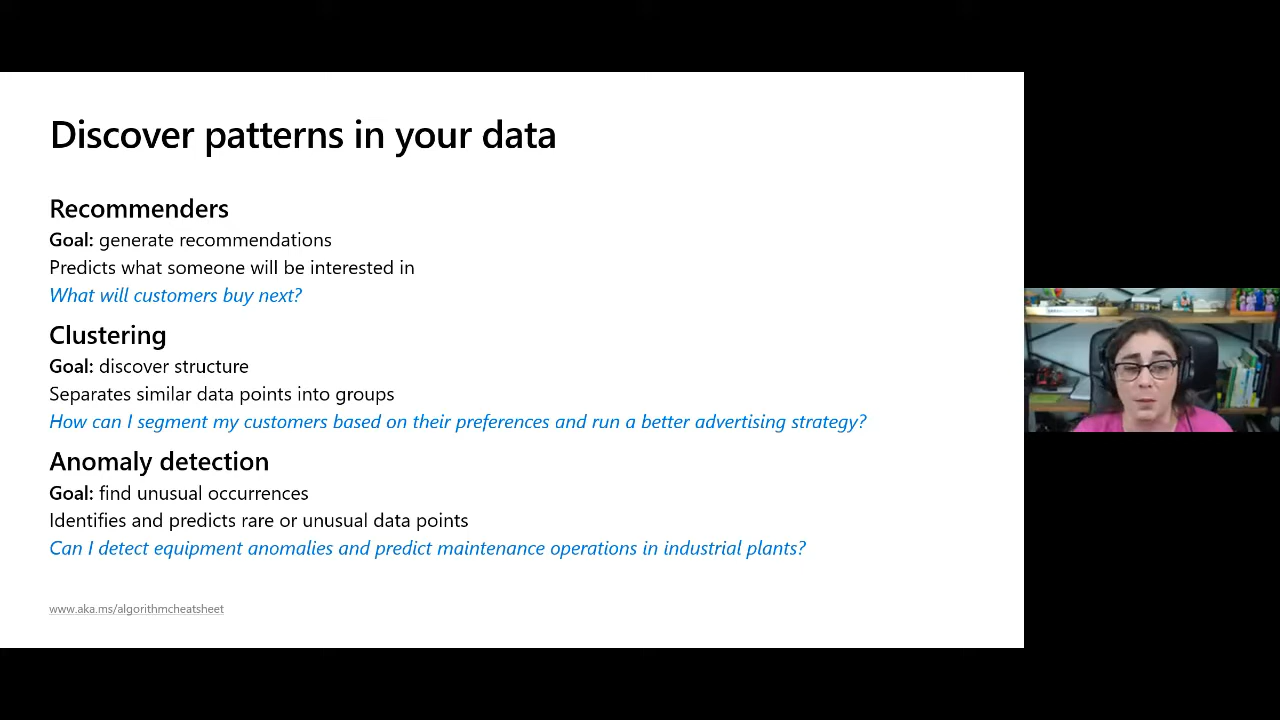 Discover patterns in your data
Recommenders
Goal: generate recommendations
Predicts what someone will be interested in
What will customers buy next?
Clustering
Goal: discover structure
Separates similar data points into groups
How can I segment my customers based on their preferences and run a better advertising strategy?
Anomaly detection
Goal: find unusual occurrences
Identifies and predicts rare or unusual data points
Can I detect equipment anomalies and predict maintenance operations in industrial plants?
www.aka.ms/algorithmcheatsheet